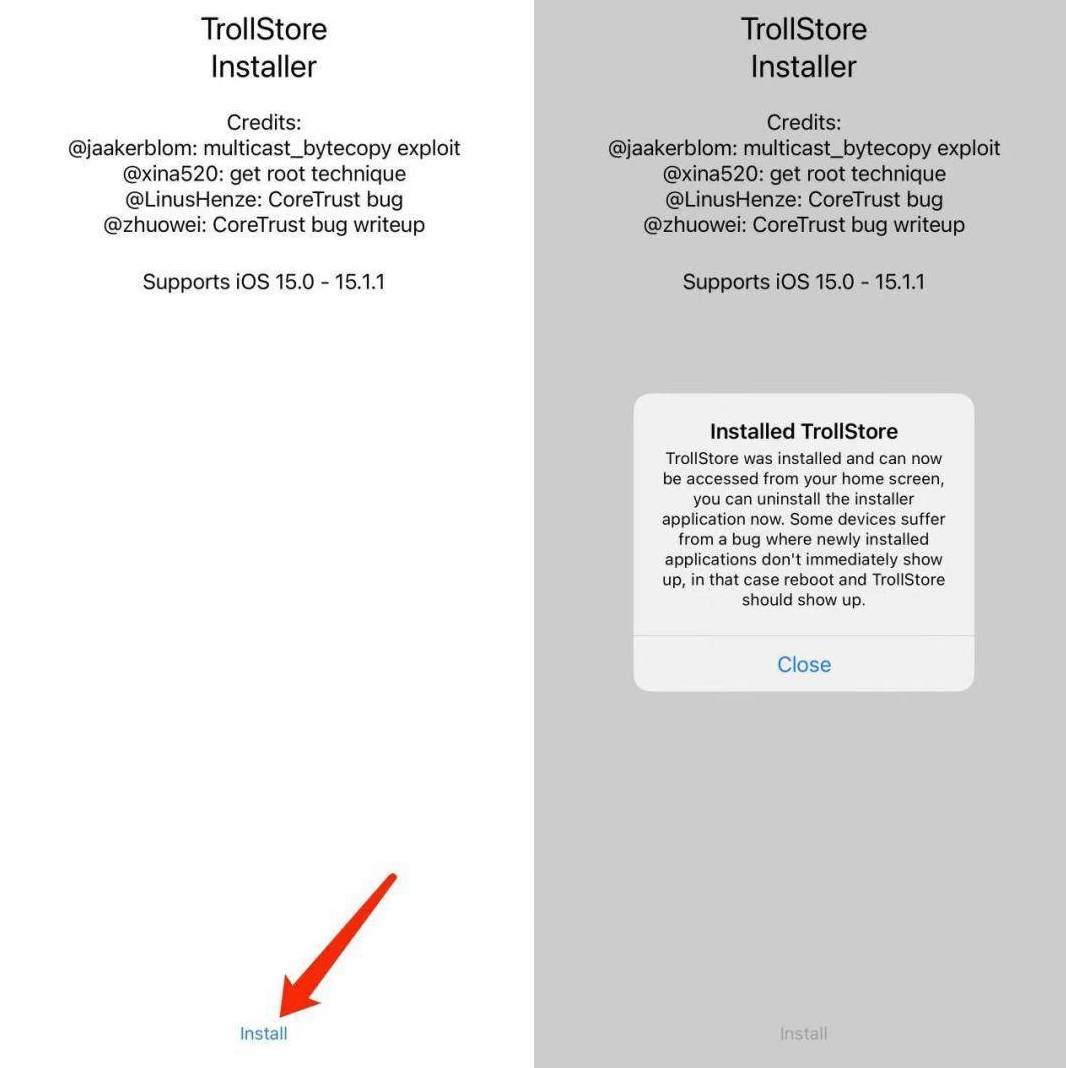 TrollStore
Installer
Credits:
@jaakerblom: multicast_bytecopy exploit
@xina520: get root technique
@LinusHenze: CoreTrust bug
@zhuowei: CoreTrust bug writeup
Supports iOS 15.0 - 15.1.1
Install
TrollStore
Installer
Credits:
@jaakerblom: multicast_bytecopy exploit
@xina520: get root technique
@LinusHenze: CoreTrust bug
@zhuowei: CoreTrust bug writeup
Supports iOS 15.0 - 15.1.1
Installed TrollStore
TrollStore was installed and can now
be accessed from your home screen,
you can uninstall the installer
application now. Some devices suffer
from a bug where newly installed
applications don't immediately show
up, in that case reboot and TrollStore
should show up.
Close
Install